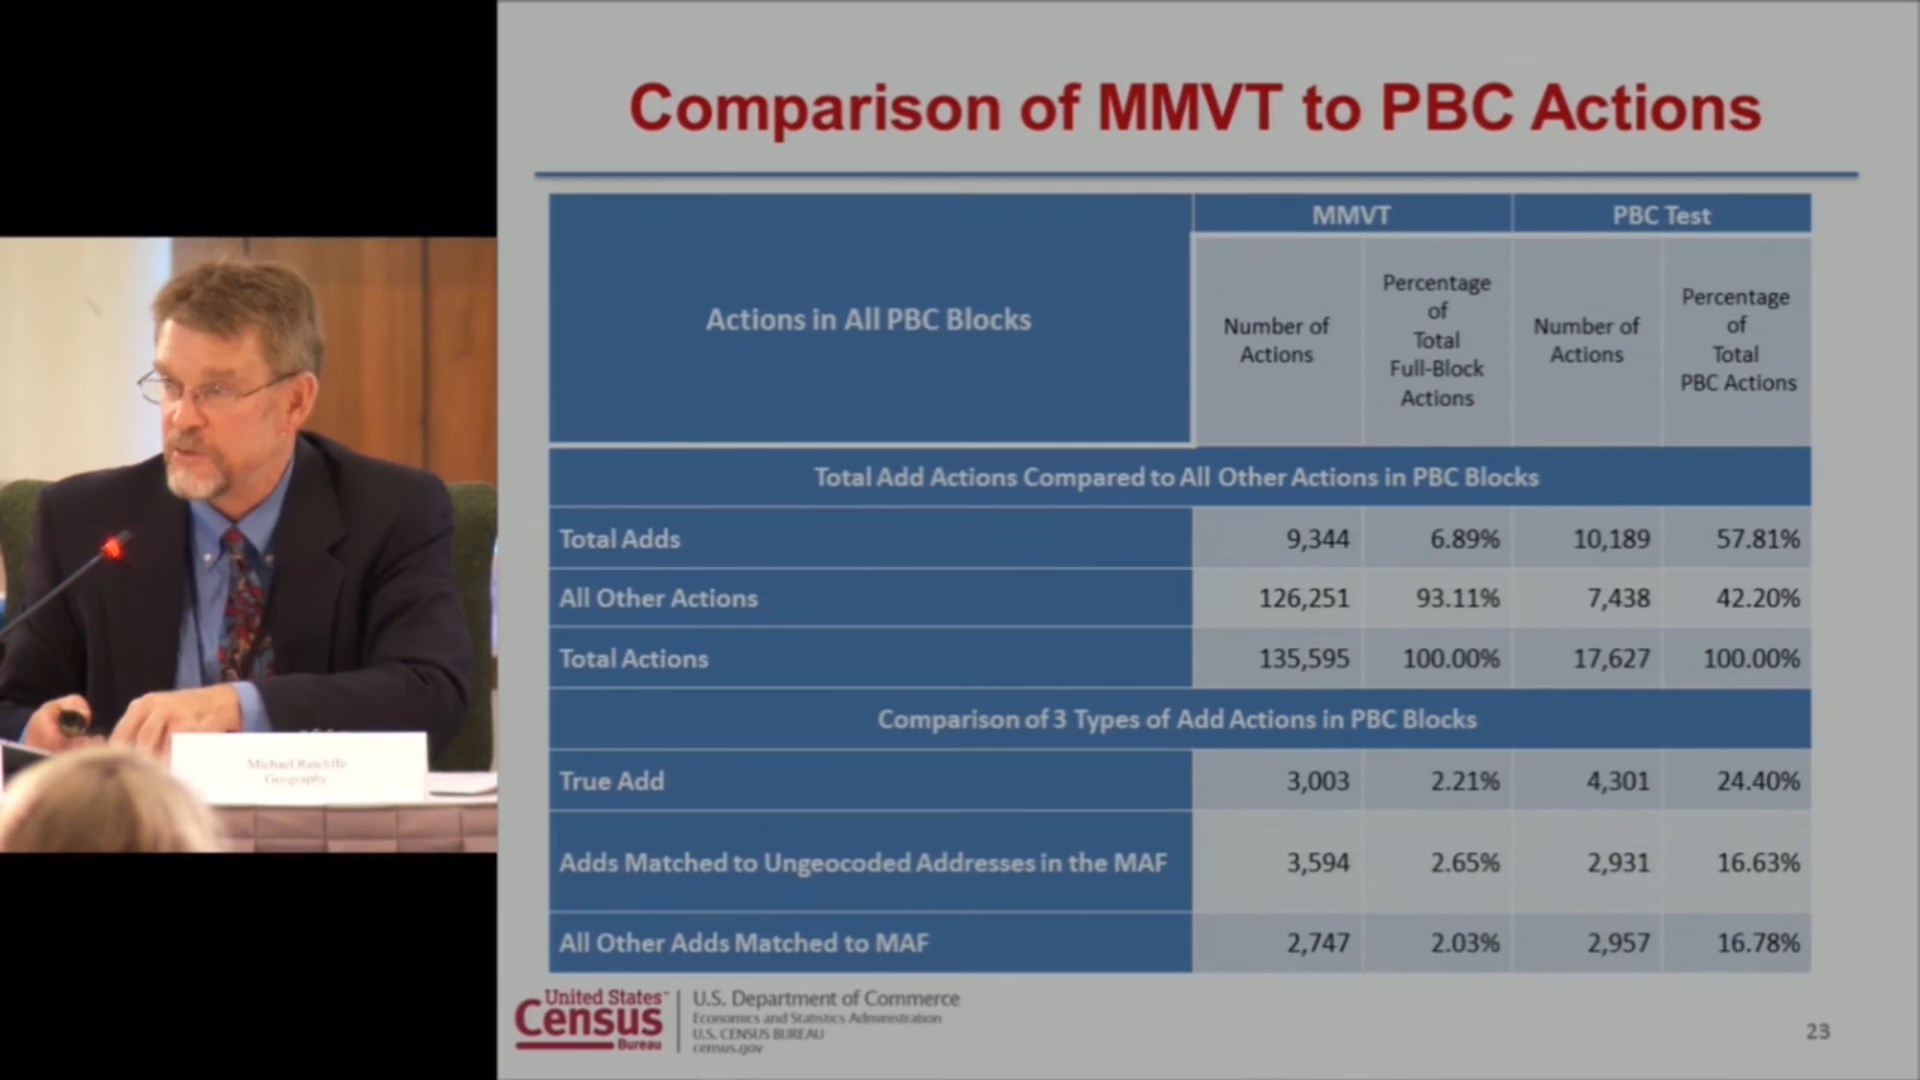 Comparison of MMVT to PBC Actions
Actions in All PBC Blocks
MMVT
PBC Test
Number of
Actions
Percentage
of
Total
Full-Block
Actions
Number of
Actions
Percentage
of
Total
PBC Actions
Total Add Actions Compared to All Other Actions in PBC Blocks
Total Adds 9,344 6.89% 10,189 57.81%
All Other Actions 126,251 93.11% 7,438 42.20%
Total Actions 135,595 100.00% 17,627 100.00%
Comparison of 3 Types of Add Actions in PBC Blocks
True Add 3,003 2.21% 4,301 24.40%
Adds Matched to Ungeocoded Addresses in the MAF 3,594 2.65% 2,931 16.63%
All Other Adds Matched to MAF 2,747 2.03% 2,957 16.78%
United States™
Census
Bureau
U.S. Department of Commerce
Economics and Statistics Administration
U.S. CENSUS BUREAU
census.gov
23
Michael Ratcliffe
Geography